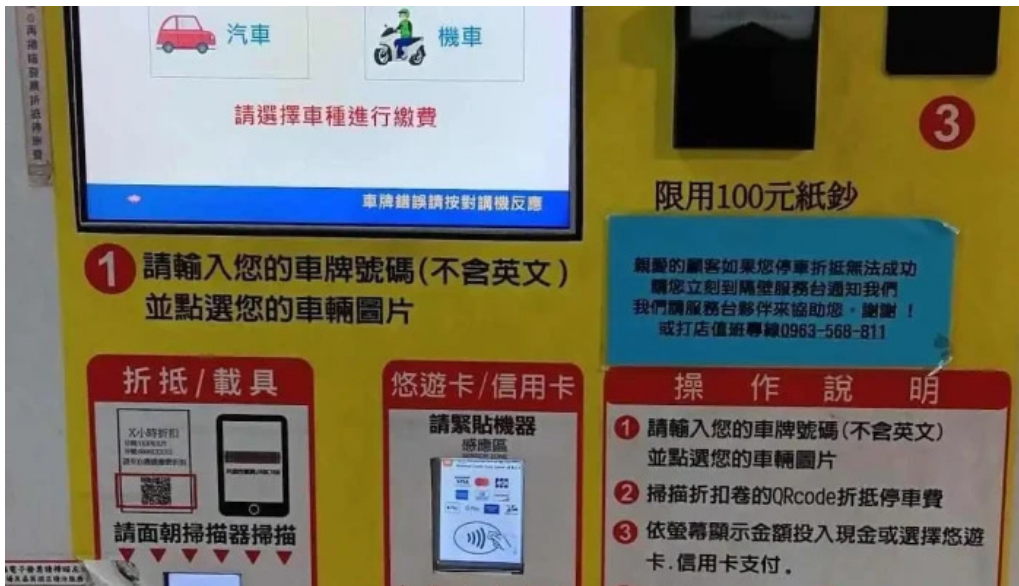 汽車
機車
請選擇車種進行繳費
車牌錯誤請按對講機反應
3
限用100元紙鈔
1 請輸入您的車牌號碼(不含英文)
並點選您的車輛圖片
親愛的顧客如果您停車折抵無法成功
請您立刻到隔壁服務台通知我們
我們請服務台夥伴來協助您，謝謝！
或打店值班專線0963-568-811
折抵/載具
X小時折扣
請面朝掃描器掃描
悠遊卡/信用卡
請緊貼機器
感應區
VISA
操作說明
1 請輸入您的車牌號碼(不含英文)
並點選您的車輛圖片
2 掃描折扣卷的QRcode折抵停車費
3 依螢幕顯示金額投入現金或選擇悠遊
卡.信用卡支付.